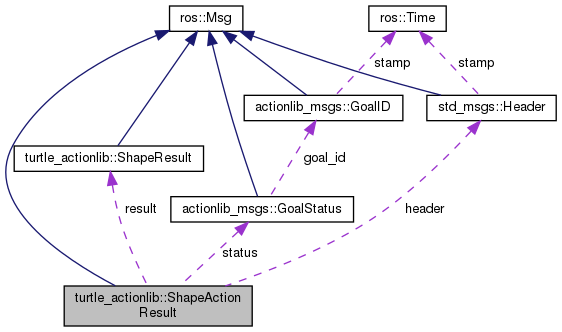 ros::Msg
ros::Time
stamp
stamp
actionlib_msgs::GoalID
std_msgs::Header
turtle_actionlib::ShapeResult
goal_id
result
actionlib_msgs::GoalStatus
header
status
turtle_actionlib::ShapeAction
Result